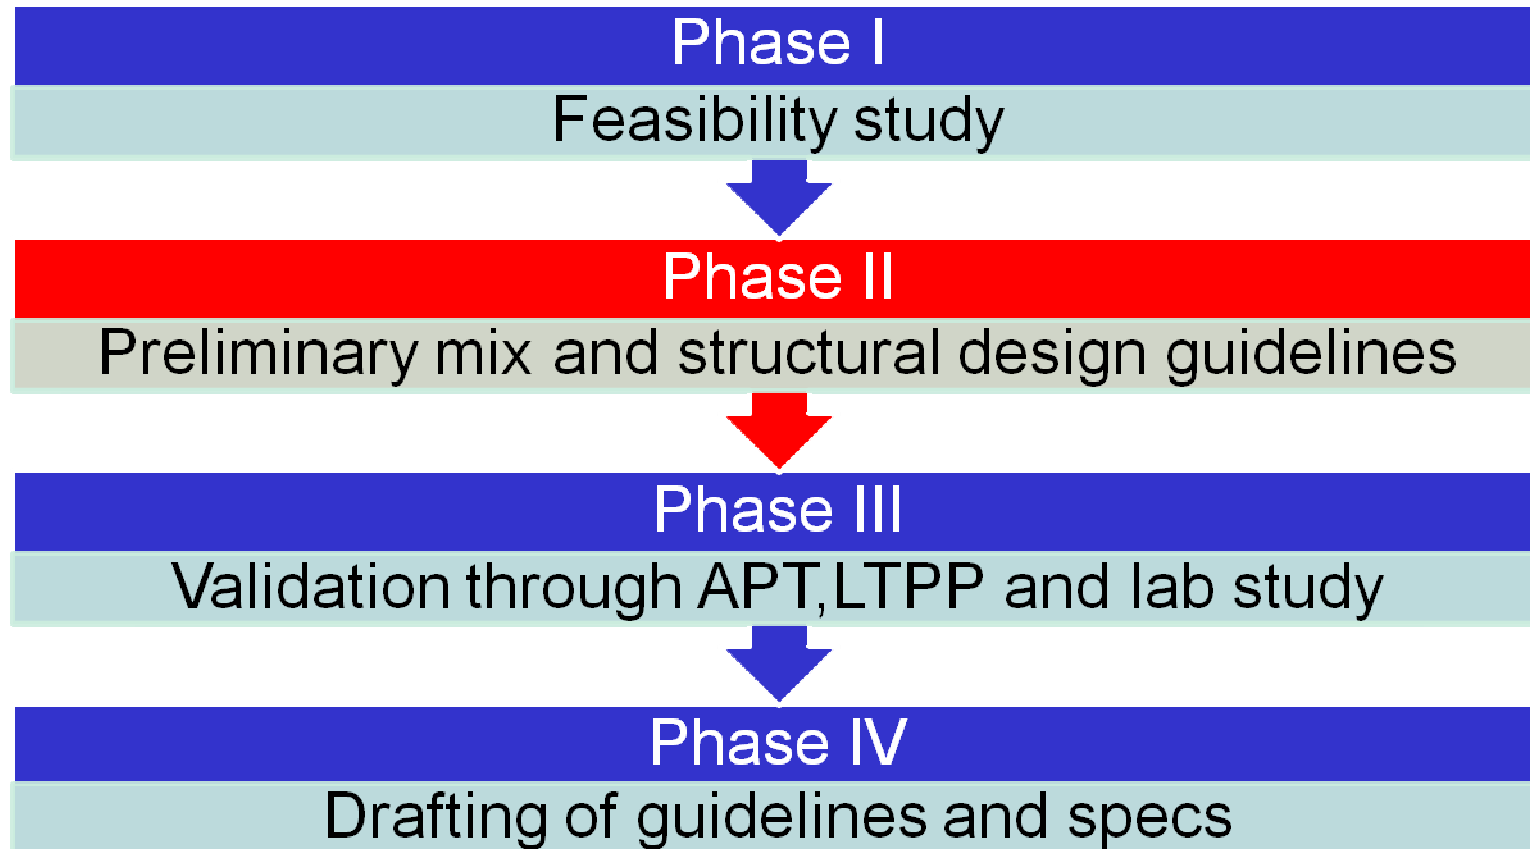 Phase I
Feasibility study
Phase II
Preliminary mix and structural design guidelines
Phase III
Validation through APT,LTPP and lab study
Phase IV
Drafting of guidelines and specs